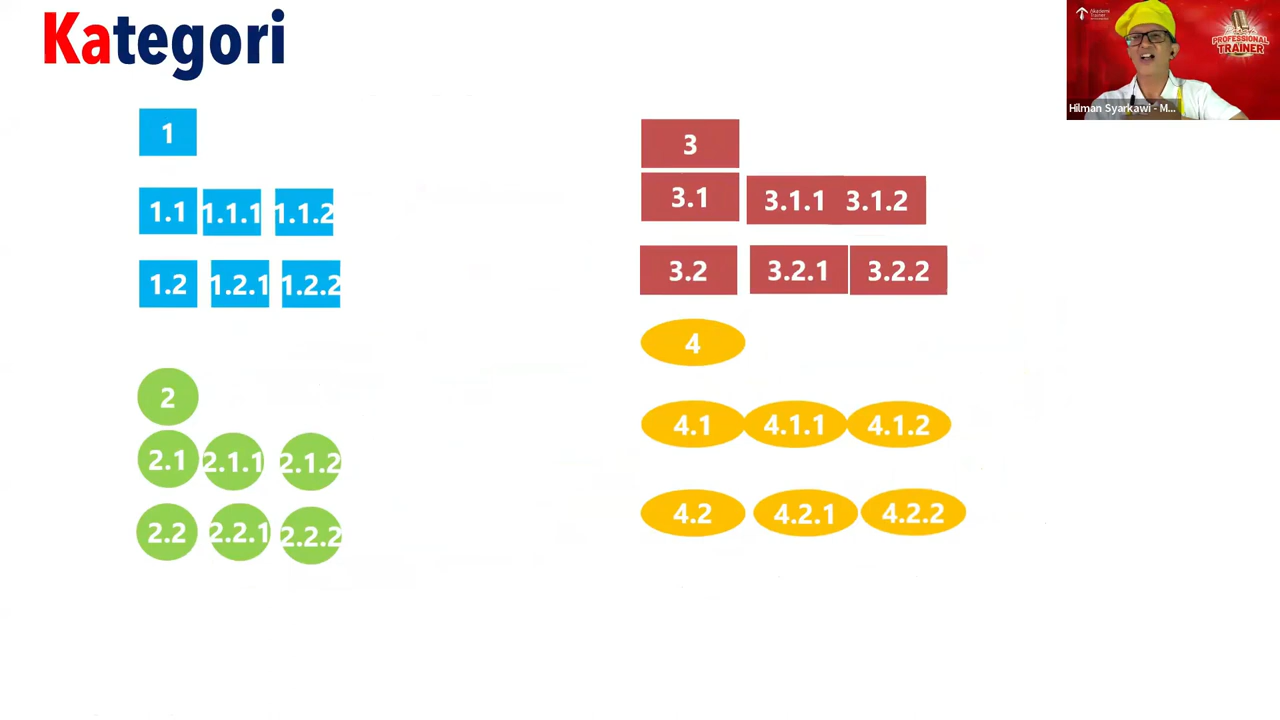 Kategori
1
1.1 1.1.1 1.1.2
1.2 1.2.1 1.2.2
2
2.1 2.1.1 2.1.2
2.2 2.2.1 2.2.2
3
3.1 3.1.1 3.1.2
3.2 3.2.1 3.2.2
4
4.1 4.1.1 4.1.2
4.2 4.2.1 4.2.2
Akademi
Trainer
PROFESSIONAL
TRAINER
Hilman Syarkawi - M...